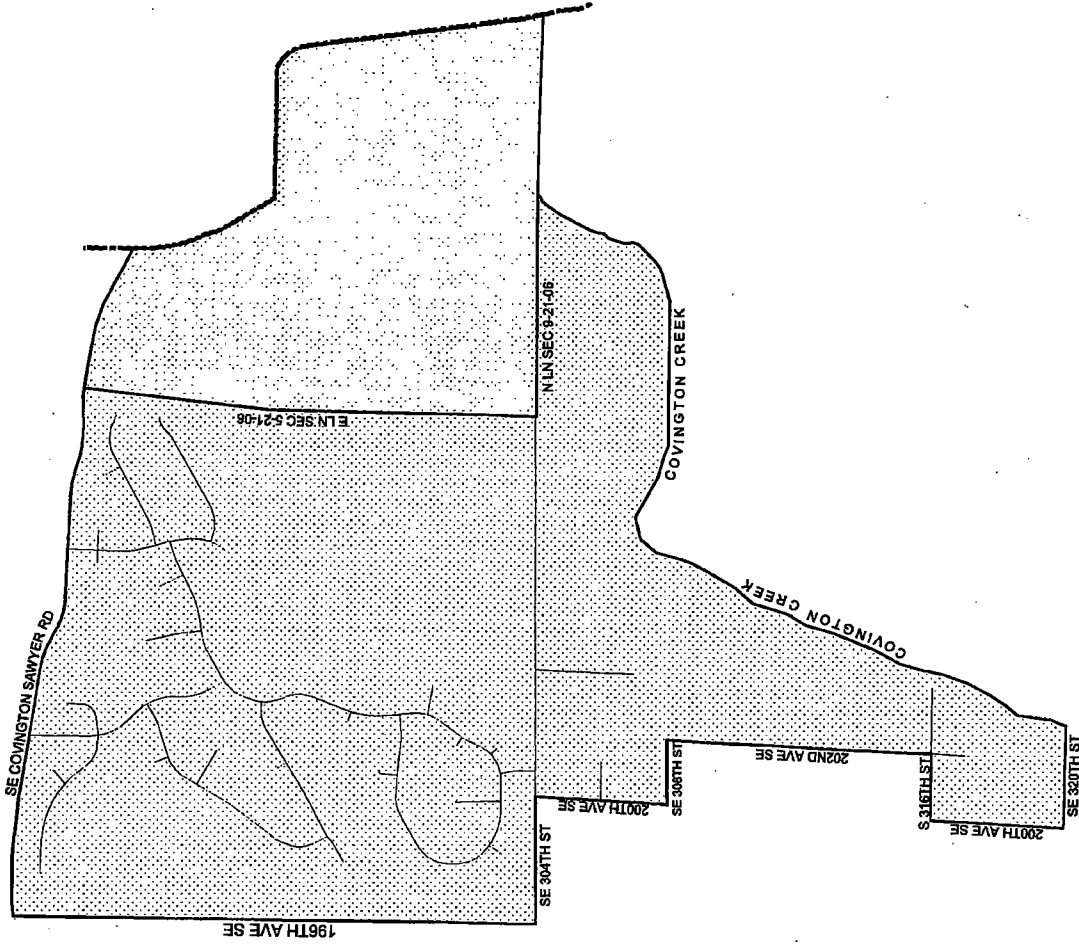 SE COVINGTON SAWYER RD
E LN SEC 5-21-06
N LN SEC 9-21-06
COVINGTON CREEK
COVINGTON CREEK
196TH AVE SE
SE 304TH ST
200TH AVE SE
SE 308TH ST
202ND AVE SE
S 316TH ST
200TH AVE SE
SE 320TH ST